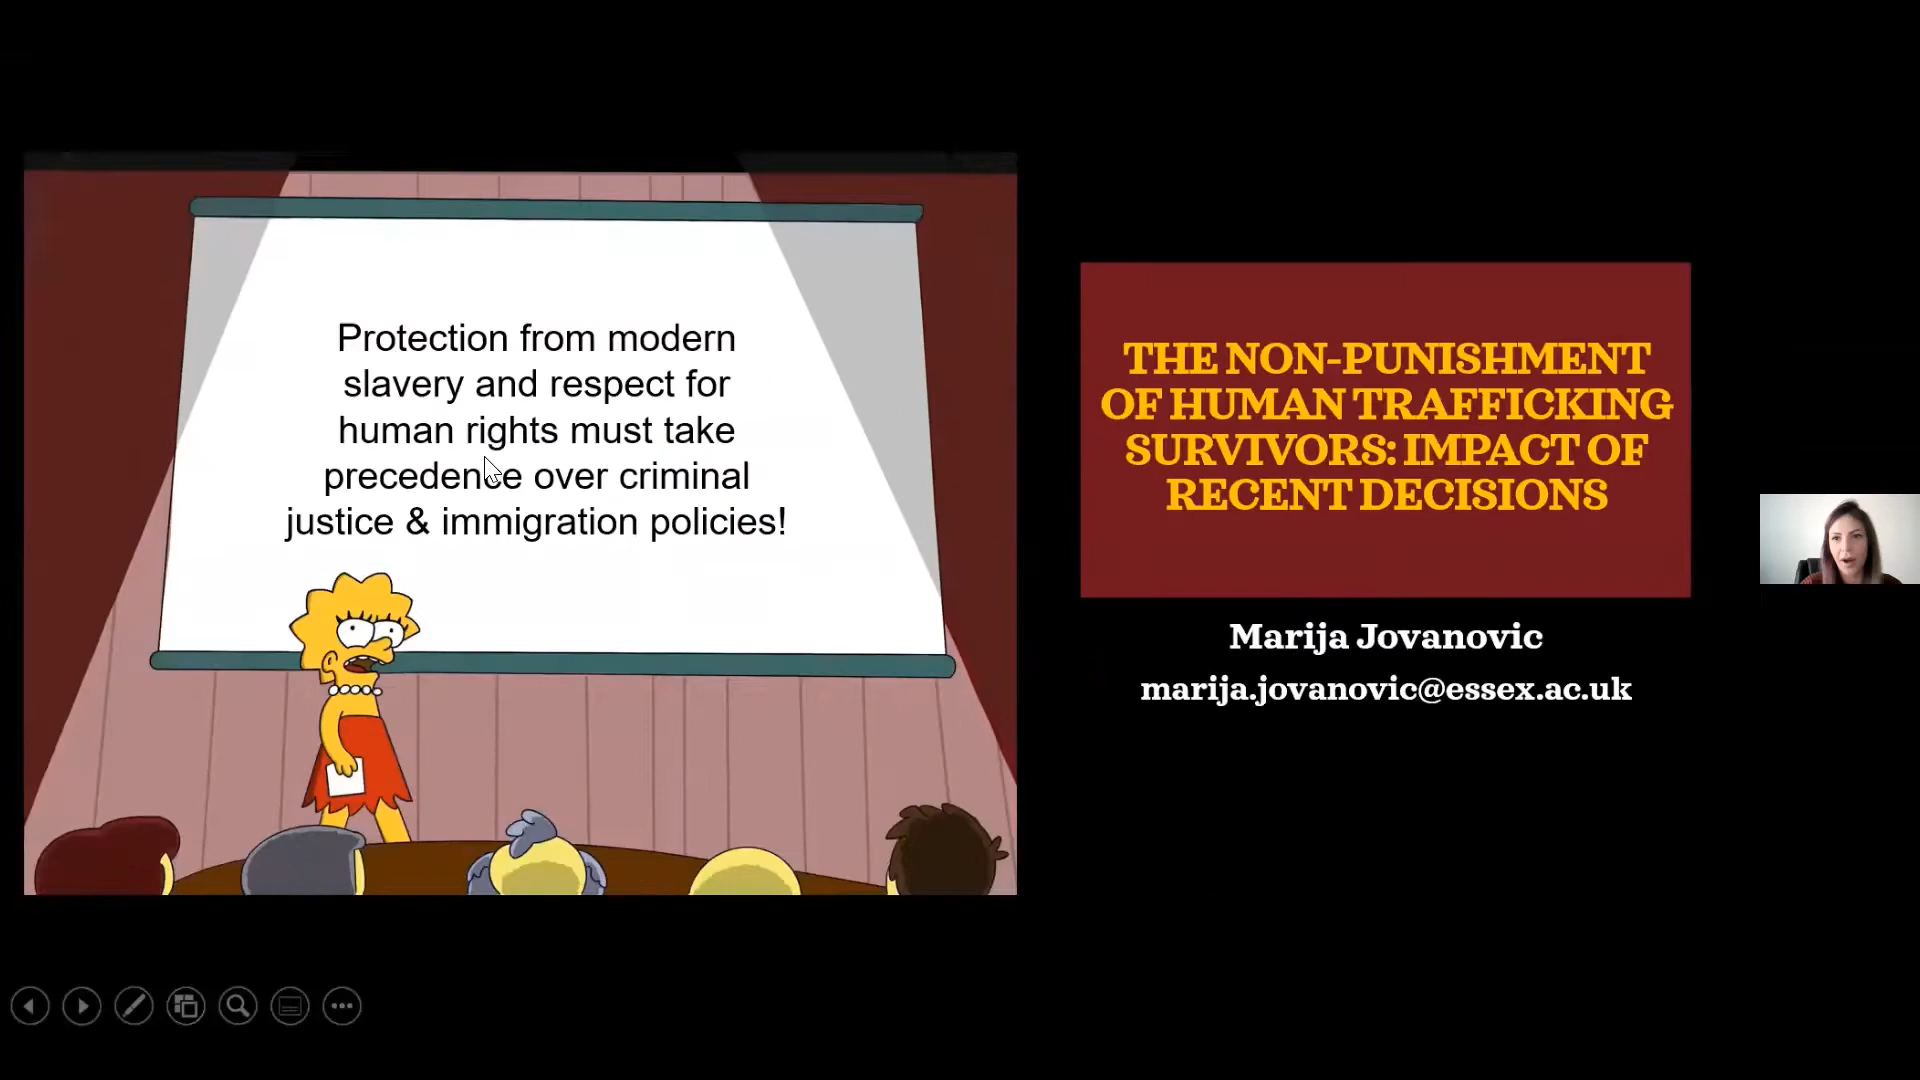 Protection from modern
slavery and respect for
human rights must take
precedence over criminal
justice & immigration policies!
THE NON-PUNISHMENT
OF HUMAN TRAFFICKING
SURVIVORS: IMPACT OF
RECENT DECISIONS
Marija Jovanovic
marija.jovanovic@essex.ac.uk